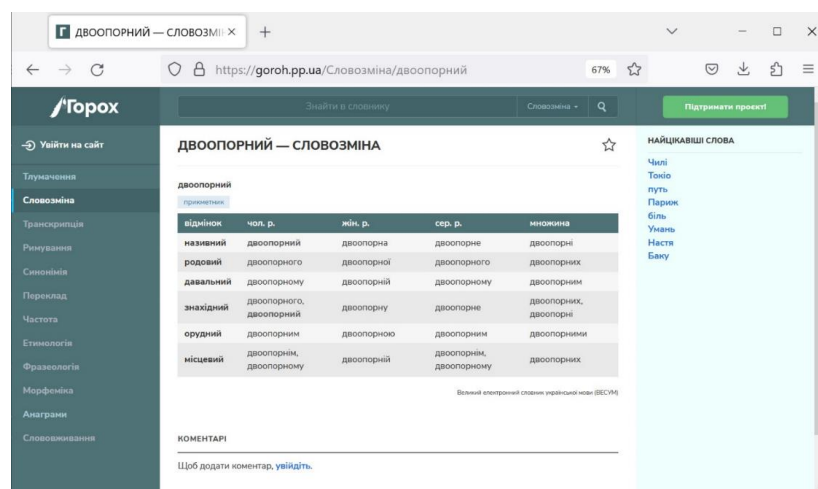 ДВООПОРНИЙ — СЛОВОЗМІН
https://goroh.pp.ua/Словозміна/двоопорний 67%
Горох
Знайти в словнику Словозміна
Підтримати проєкт!
Увійти на сайт
Тлумачення
Словозміна
Транскрипція
Римування
Синонімія
Переклад
Частота
Етимологія
Фразеологія
Морфеміка
Анаграми
Слововживання
ДВООПОРНИЙ — СЛОВОЗМІНА
двоопорний
прикметник
відмінок чол. р. жін. р. сер. р. множина
називний двоопорний двоопорна двоопорне двоопорні
родовий двоопорного двоопорної двоопорного двоопорних
давальний двоопорному двоопорній двоопорному двоопорним
знахідний двоопорного, двоопорний двоопорну двоопорне двоопорних, двоопорні
орудний двоопорним двоопорною двоопорним двоопорними
місцевий двоопорнім, двоопорному двоопорній двоопорнім, двоопорному двоопорних
Великий електронний словник української мови (ВЕСУМ)
КОМЕНТАРІ
Щоб додати коментар, увійдіть.
НАЙЦІКАВІШІ СЛОВА
Чилі
Токіо
путь
Париж
біль
Умань
Настя
Баку